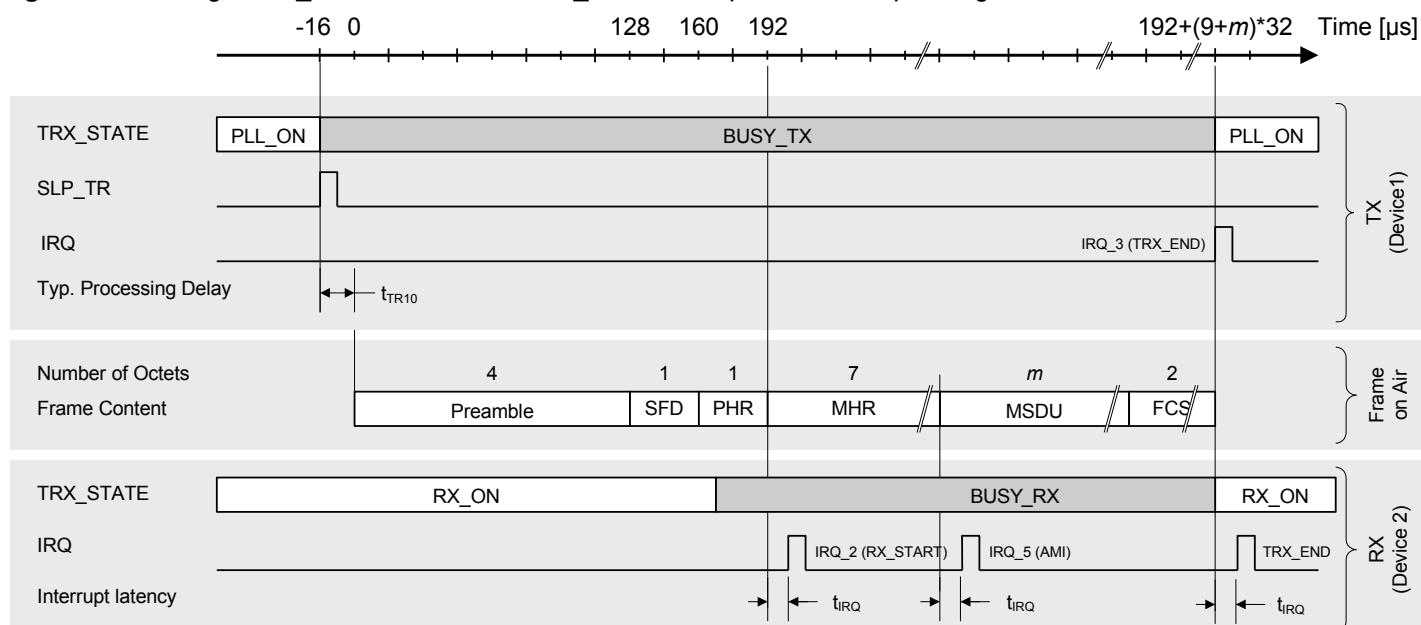 -16 0 128 160 192 192+(9+m)*32 Time [µs]
TRX_STATE PLL_ON BUSY_TX PLL_ON
SLP_TR
IRQ IRQ_3 (TRX_END)
Typ. Processing Delay tTR10
TX
(Device1)
Number of Octets 4 1 1 7 m 2
Frame Content Preamble SFD PHR MHR MSDU FCS
Frame
on Air
TRX_STATE RX_ON BUSY_RX RX_ON
IRQ IRQ_2 (RX_START) IRQ_5 (AMI) TRX_END
Interrupt latency tIRQ tIRQ tIRQ
RX
(Device 2)